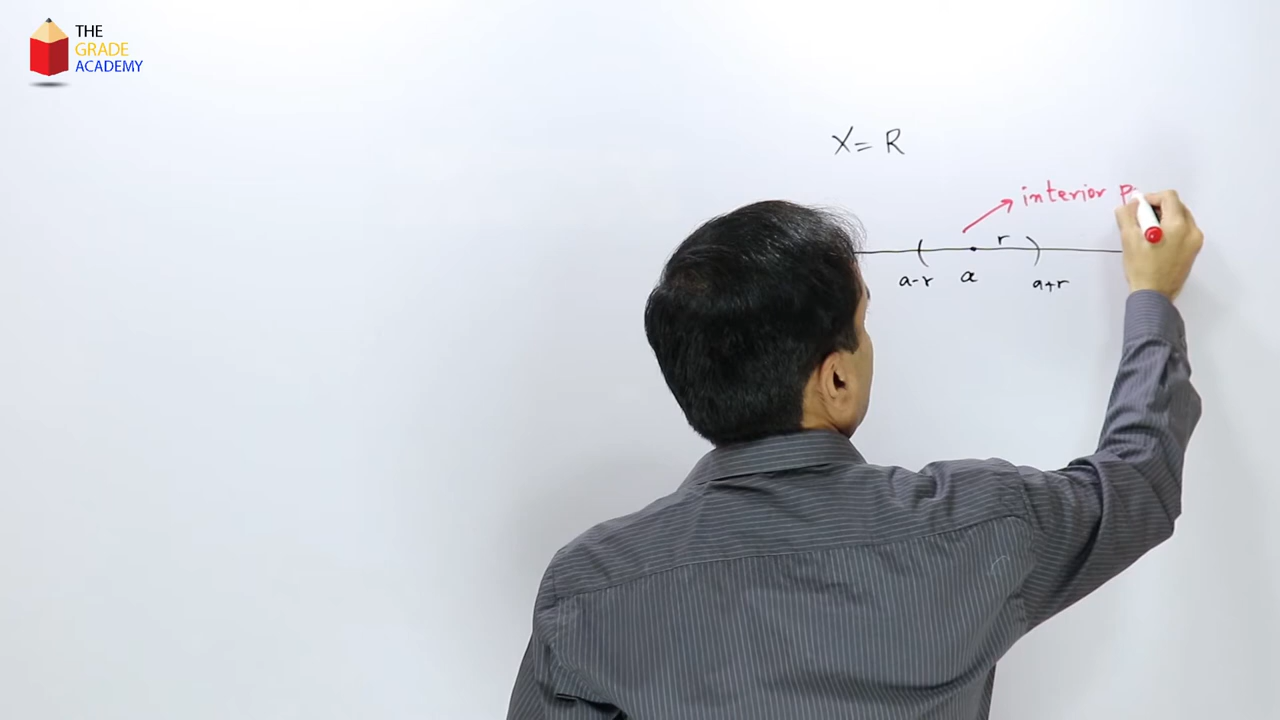 THE
GRADE
ACADEMY
X = R
interior P
r
a-r a a+r